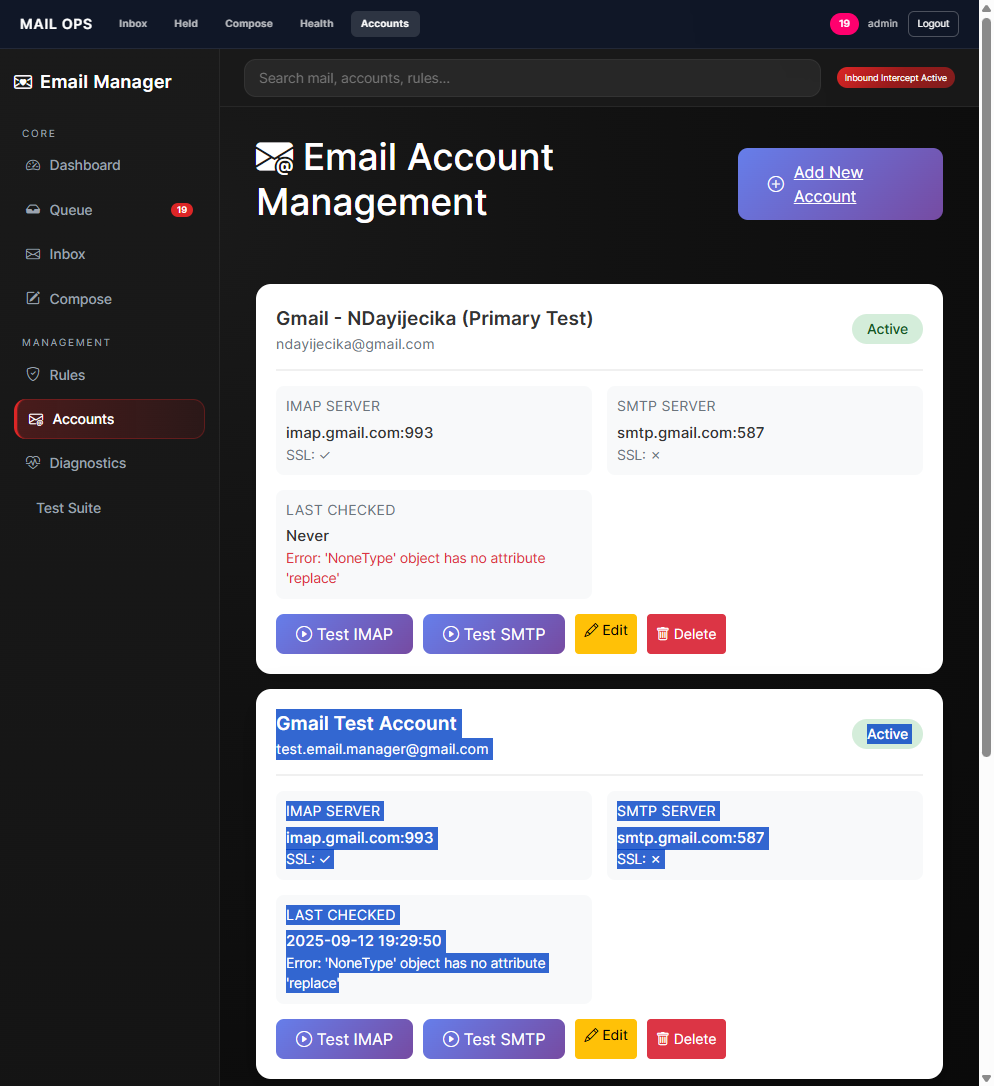 MAIL OPS Inbox Held Compose Health Accounts 19 admin Logout
Email Manager
Search mail, accounts, rules...
Inbound Intercept Active
CORE
Dashboard
Queue 19
Inbox
Compose
MANAGEMENT
Rules
Accounts
Diagnostics
Test Suite
Email Account
Management
Add New
Account
Gmail - NDayijecika (Primary Test)
ndayijecika@gmail.com
Active
IMAP SERVER
imap.gmail.com:993
SSL: ✓
SMTP SERVER
smtp.gmail.com:587
SSL: ×
LAST CHECKED
Never
Error: 'NoneType' object has no attribute
'replace'
Test IMAP Test SMTP Edit Delete
Gmail Test Account
test.email.manager@gmail.com
Active
IMAP SERVER
imap.gmail.com:993
SSL: ✓
SMTP SERVER
smtp.gmail.com:587
SSL: ×
LAST CHECKED
2025-09-12 19:29:50
Error: 'NoneType' object has no attribute
'replace'
Test IMAP Test SMTP Edit Delete